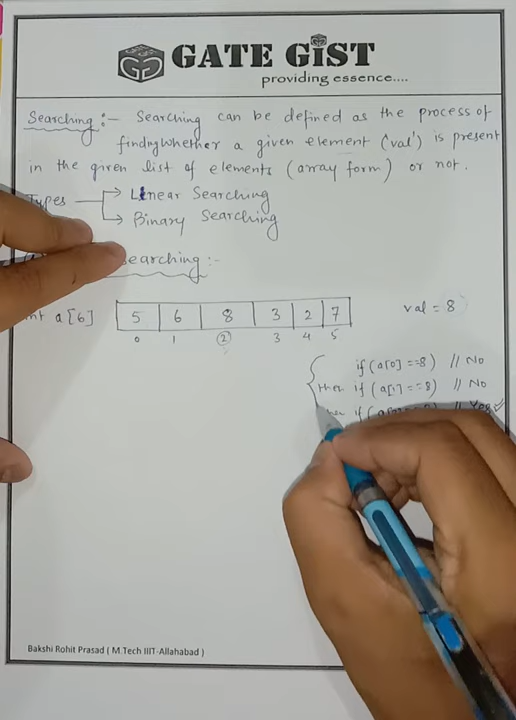 GATE GIST
providing essence....
Searching :- Searching can be defined as the process of
finding whether a given element ('val') is present
in the given list of elements (array form) or not.
Types → Linear Searching
→ Binary Searching
Searching :-
int a[6] 5 6 8 3 2 7 val = 8
0 1 2 3 4 5
if (a[0] == 8) // No
then if (a[1] == 8) // No
if // Yes ✓
Bakshi Rohit Prasad ( M.Tech IIIT-Allahabad )